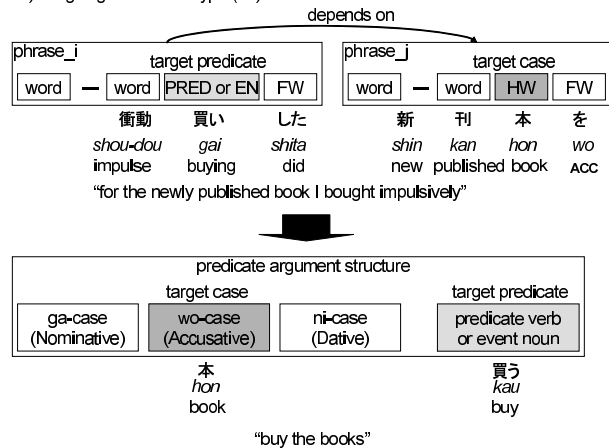 depends on
phrase_i phrase_j
target predicate target case
word word PRED or EN FW word word HW FW
衝動 買い した 新 刊 本 を
shou-dou gai shita shin kan hon wo
impulse buying did new published book ACC
“for the newly published book I bought impulsively”
predicate argument structure
target case target predicate
ga-case wo-case ni-case predicate verb
(Nominative) (Accusative) (Dative) or event noun
本 買う
hon kau
book buy
“buy the books”